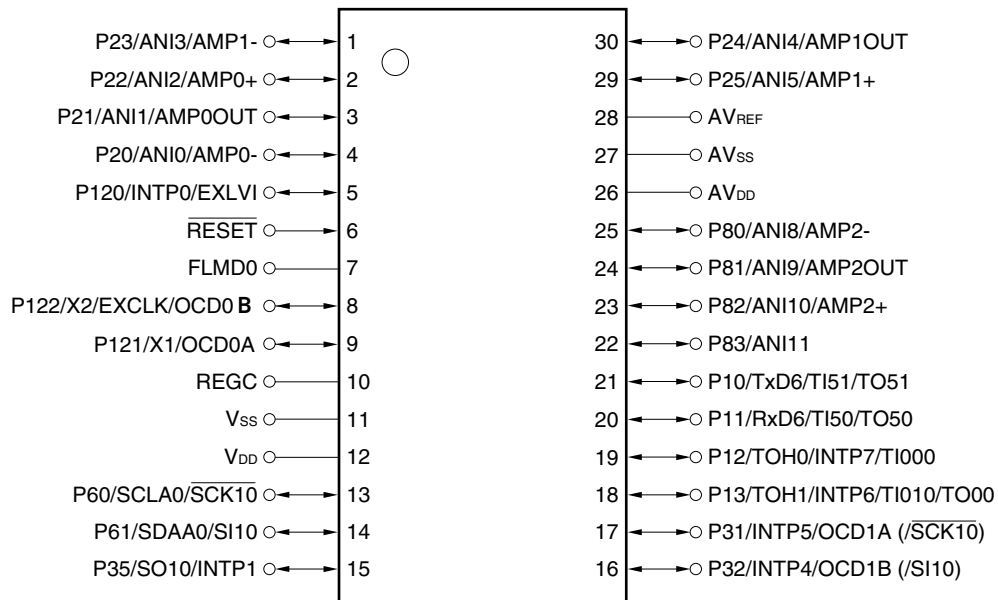 P23/ANI3/AMP1- 1 30 P24/ANI4/AMP1OUT
P22/ANI2/AMP0+ 2 29 P25/ANI5/AMP1+
P21/ANI1/AMP0OUT 3 28 AVREF
P20/ANI0/AMP0- 4 27 AVSS
P120/INTP0/EXLVI 5 26 AVDD
RESET 6 25 P80/ANI8/AMP2-
FLMD0 7 24 P81/ANI9/AMP2OUT
P122/X2/EXCLK/OCD0 B 8 23 P82/ANI10/AMP2+
P121/X1/OCD0A 9 22 P83/ANI11
REGC 10 21 P10/TxD6/TI51/TO51
VSS 11 20 P11/RxD6/TI50/TO50
VDD 12 19 P12/TOH0/INTP7/TI000
P60/SCLA0/SCK10 13 18 P13/TOH1/INTP6/TI010/TO00
P61/SDAA0/SI10 14 17 P31/INTP5/OCD1A (/SCK10)
P35/SO10/INTP1 15 16 P32/INTP4/OCD1B (/SI10)